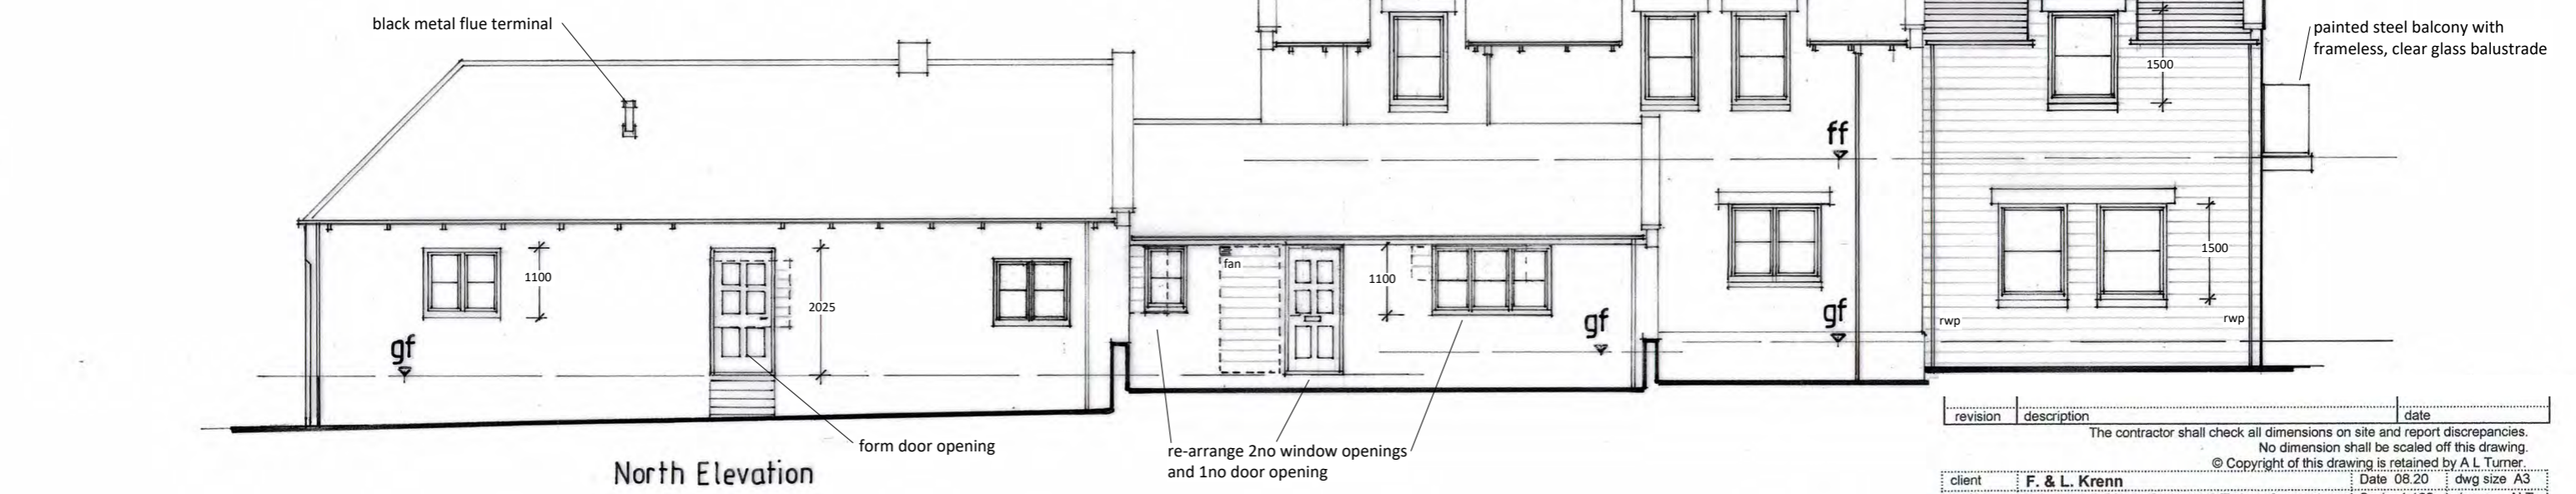 black metal flue terminal
painted steel balcony with
frameless, clear glass balustrade
1500
ff
1100
2025
fan
1100
1500
gf
gf
gf
rwp
rwp
form door opening
re-arrange 2no window openings
and 1no door opening
North Elevation
revision description date
The contractor shall check all dimensions on site and report discrepancies.
No dimension shall be scaled off this drawing.
© Copyright of this drawing is retained by A L Turner.
client F. & L. Krenn Date 08.20 dwg size A3